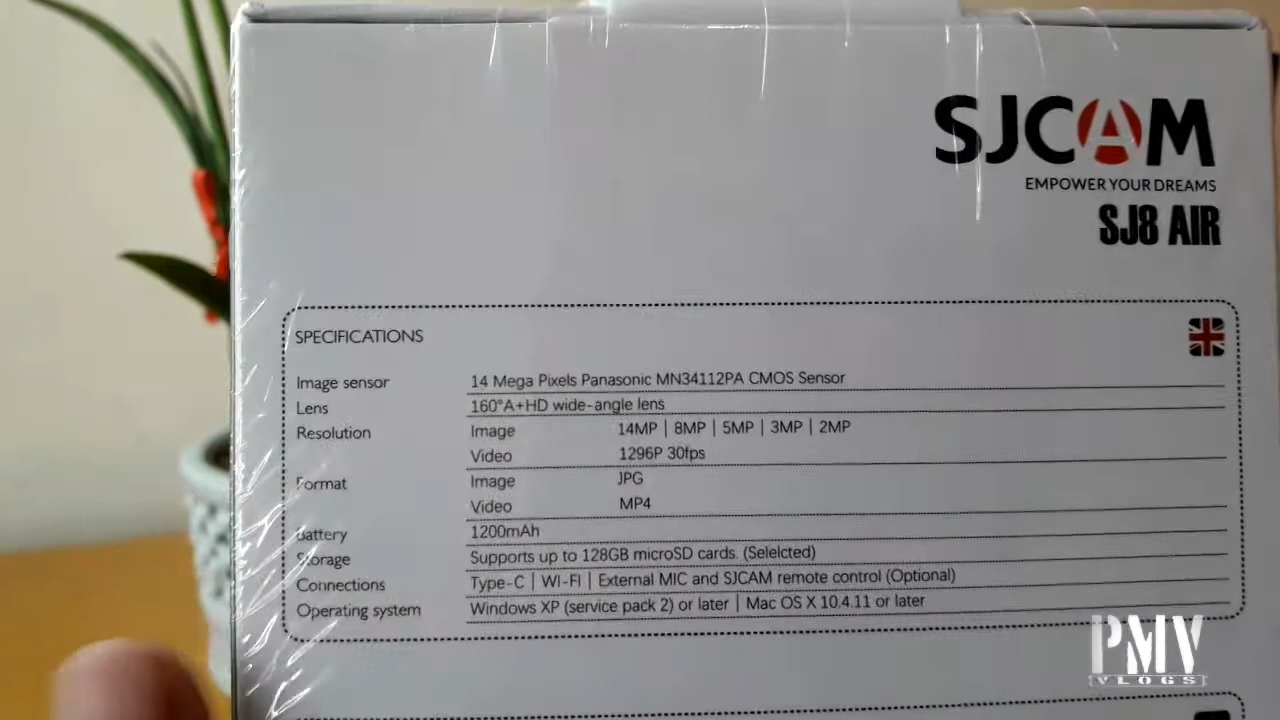 SJCAM
EMPOWER YOUR DREAMS
SJ8 AIR
SPECIFICATIONS
Image sensor 14 Mega Pixels Panasonic MN34112PA CMOS Sensor
Lens 160°A+HD wide-angle lens
Resolution Image 14MP | 8MP | 5MP | 3MP | 2MP
Video 1296P 30fps
Format Image JPG
Video MP4
Battery 1200mAh
Storage Supports up to 128GB microSD cards. (Selelcted)
Connections Type-C | WI-FI | External MIC and SJCAM remote control (Optional)
Operating system Windows XP (service pack 2) or later | Mac OS X 10.4.11 or later
PMV
VLOGS